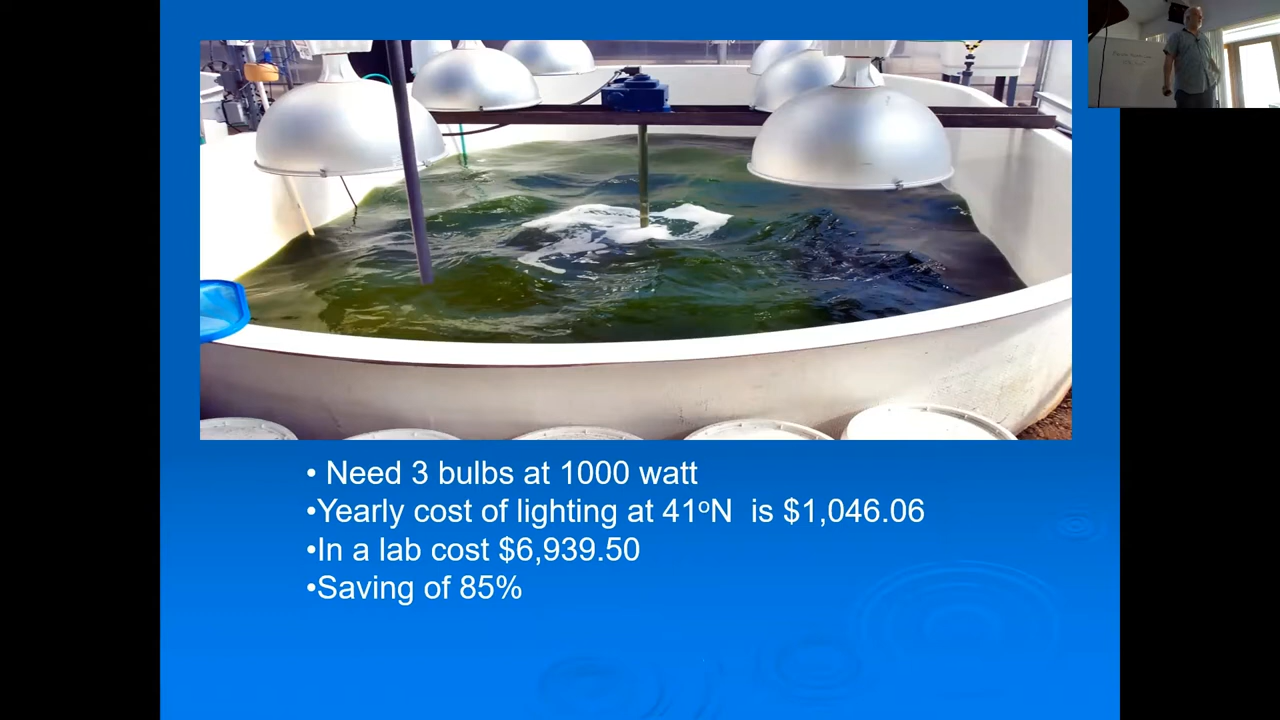 • Need 3 bulbs at 1000 watt
•Yearly cost of lighting at 41ºN  is $1,046.06
•In a lab cost $6,939.50
•Saving of 85%